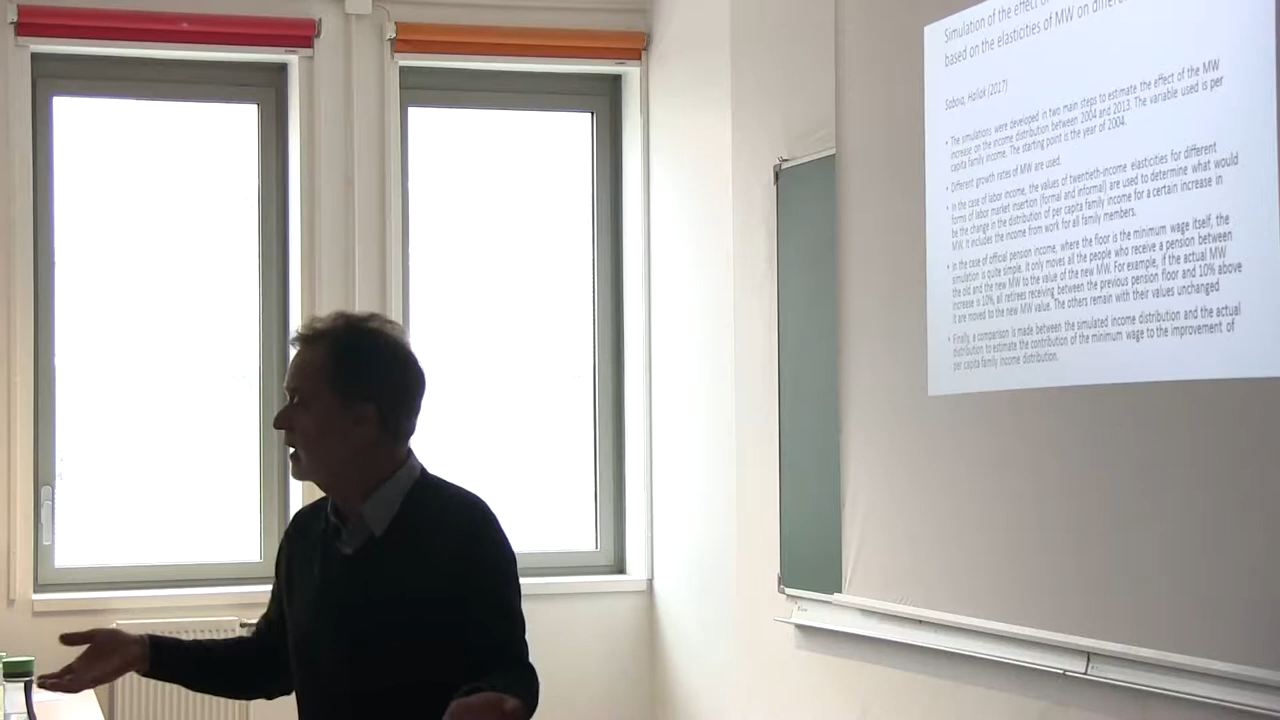 Simulation of the effect of
based on the elasticities of MW on
Saboia, Hallak (2017)
• The simulations were developed in two main steps to estimate the effect of the MW
increase on the income distribution between 2004 and 2013. The variable used is per
capita family income. The starting point is the year of 2004.
• Different growth rates of MW are used.
• In the case of labor income, the values of twentieth-income elasticities for different
forms of labor market insertion (formal and informal) are used to determine what would
be the change in the distribution of per capita family income for a certain increase in
MW. It includes the income from work for all family members.
• In the case of official pension income, where the floor is the minimum wage itself, the
simulation is quite simple. It only moves all the people who receive a pension between
the old and the new MW to the value of the new MW. For example, if the actual MW
increase is 10%, all retirees receiving between the previous pension floor and 10% above
it are moved to the new MW value. The others remain with their values unchanged
• Finally, a comparison is made between the simulated income distribution and the actual
distribution to estimate the contribution of the minimum wage to the improvement of
per capita family income distribution.